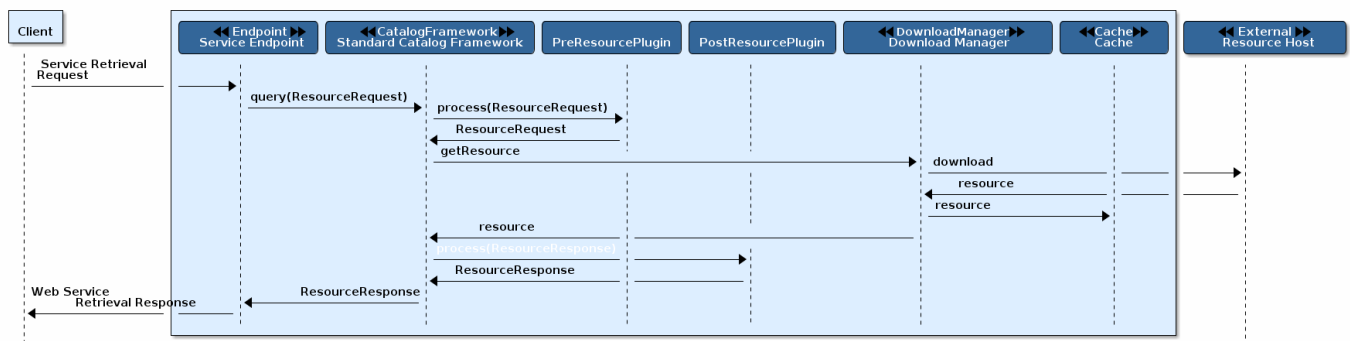 Client
Endpoint
Service Endpoint
CatalogFramework
Standard Catalog Framework
PreResourcePlugin
PostResourcePlugin
DownloadManager
Download Manager
Cache
Cache
External
Resource Host
Service Retrieval
Request
query(ResourceRequest)
process(ResourceRequest)
ResourceRequest
getResource
download
resource
resource
resource
process(ResourceResponse)
ResourceResponse
ResourceResponse
Web Service
Retrieval Response